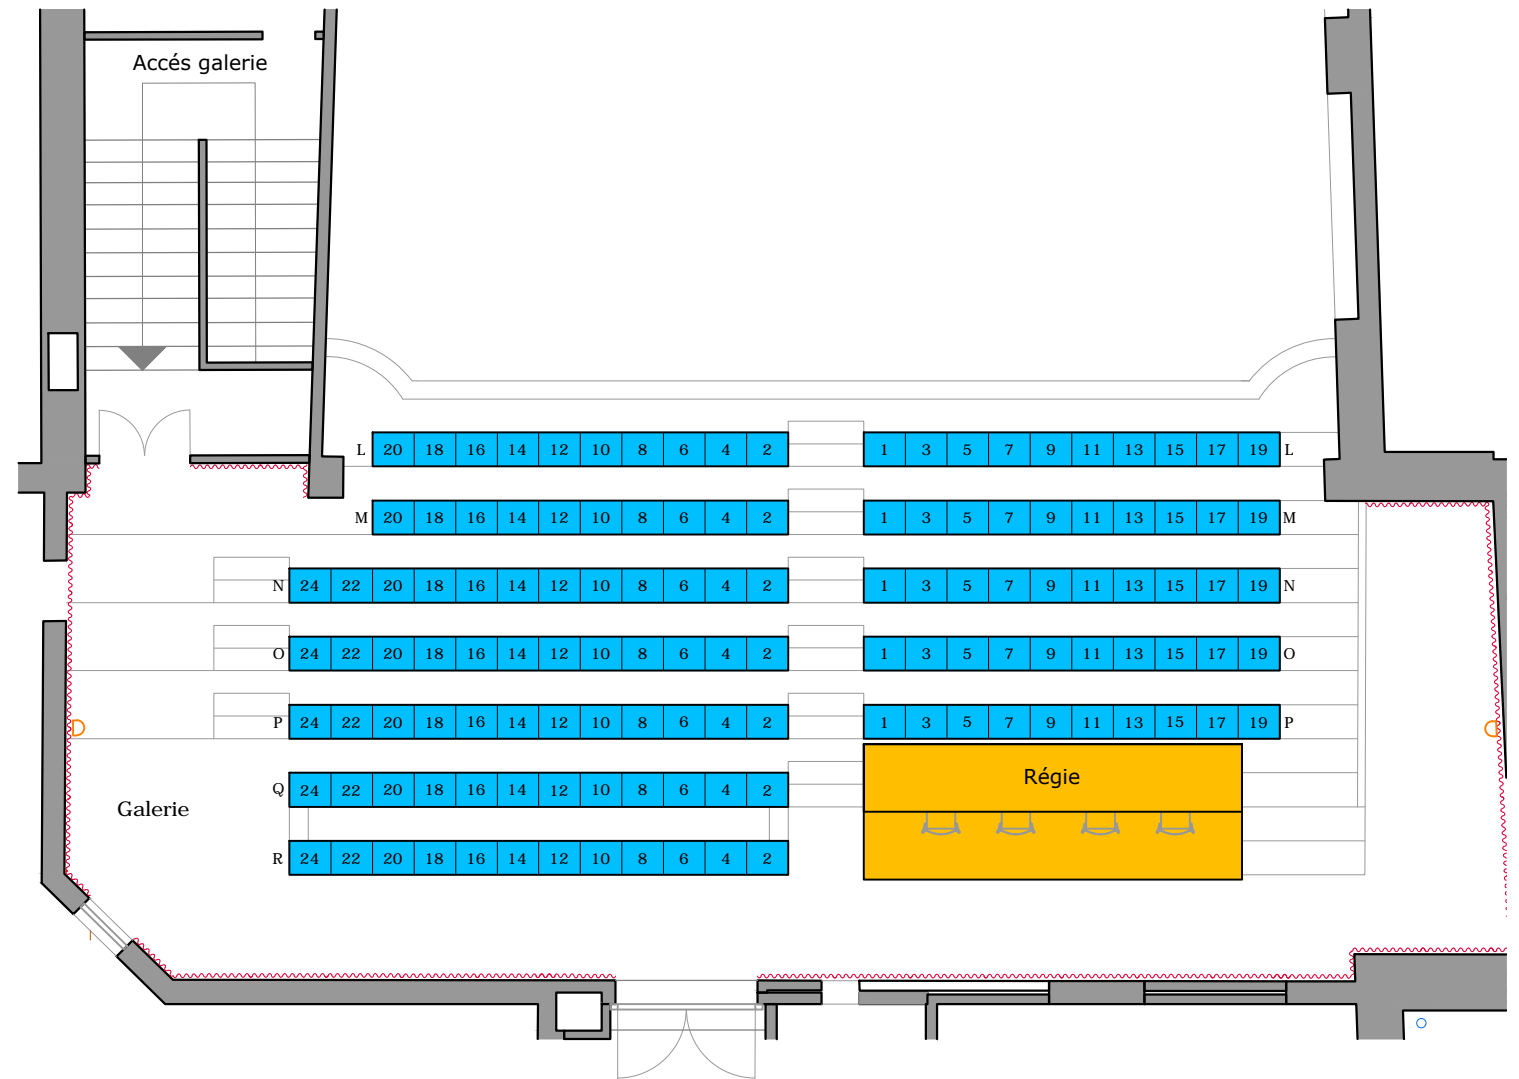 Accés galerie
L 20 18 16 14 12 10 8 6 4 2 1 3 5 7 9 11 13 15 17 19 L
M 20 18 16 14 12 10 8 6 4 2 1 3 5 7 9 11 13 15 17 19 M
N 24 22 20 18 16 14 12 10 8 6 4 2 1 3 5 7 9 11 13 15 17 19 N
O 24 22 20 18 16 14 12 10 8 6 4 2 1 3 5 7 9 11 13 15 17 19 O
P 24 22 20 18 16 14 12 10 8 6 4 2 1 3 5 7 9 11 13 15 17 19 P
Régie
Q 24 22 20 18 16 14 12 10 8 6 4 2
Galerie
R 24 22 20 18 16 14 12 10 8 6 4 2